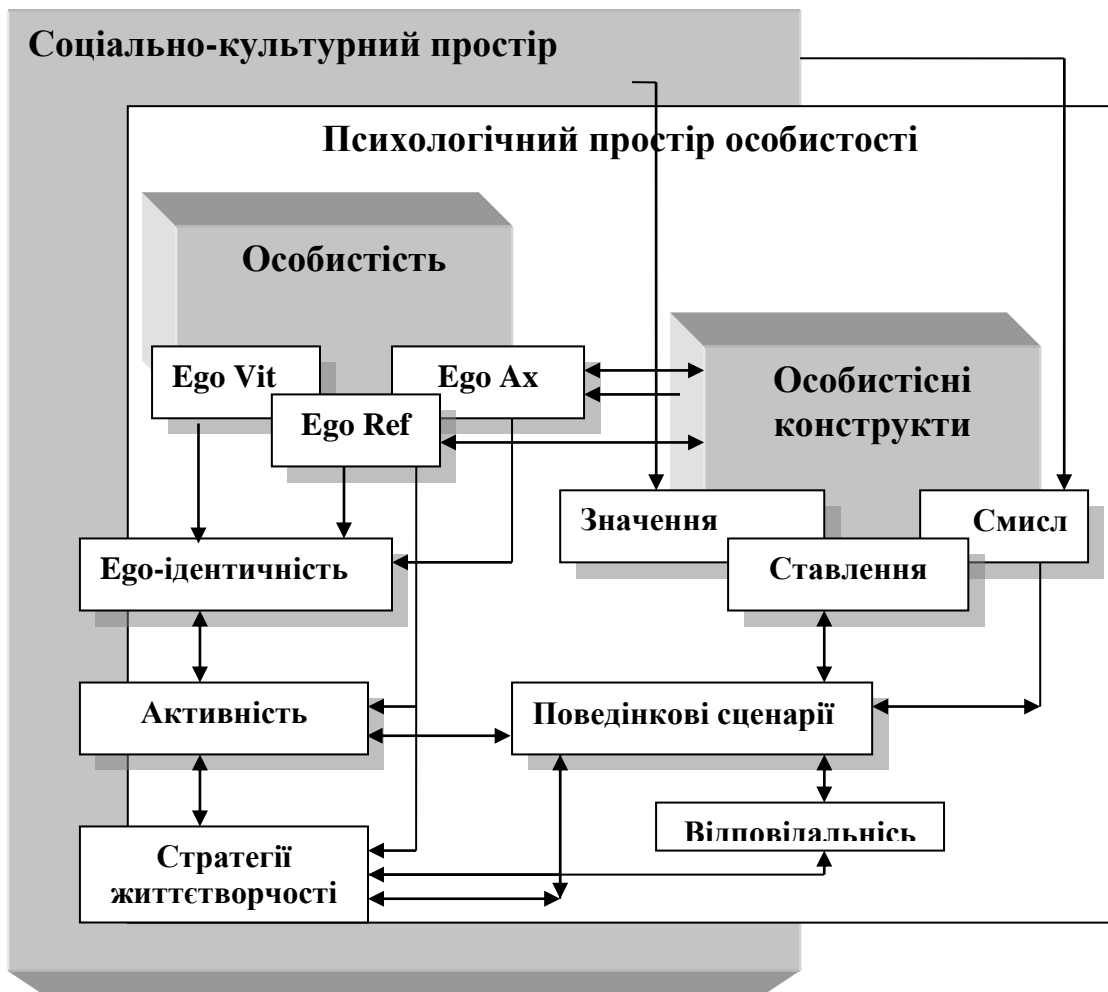 Соціально-культурний простір
Психологічний простір особистості
Особистість
Ego Vit
Ego Ax
Ego Ref
Особистісні
конструкти
Значення
Смисл
Ставлення
Ego-ідентичність
Активність
Поведінкові сценарії
Відповідальнісь
Стратегії
життєтворчості